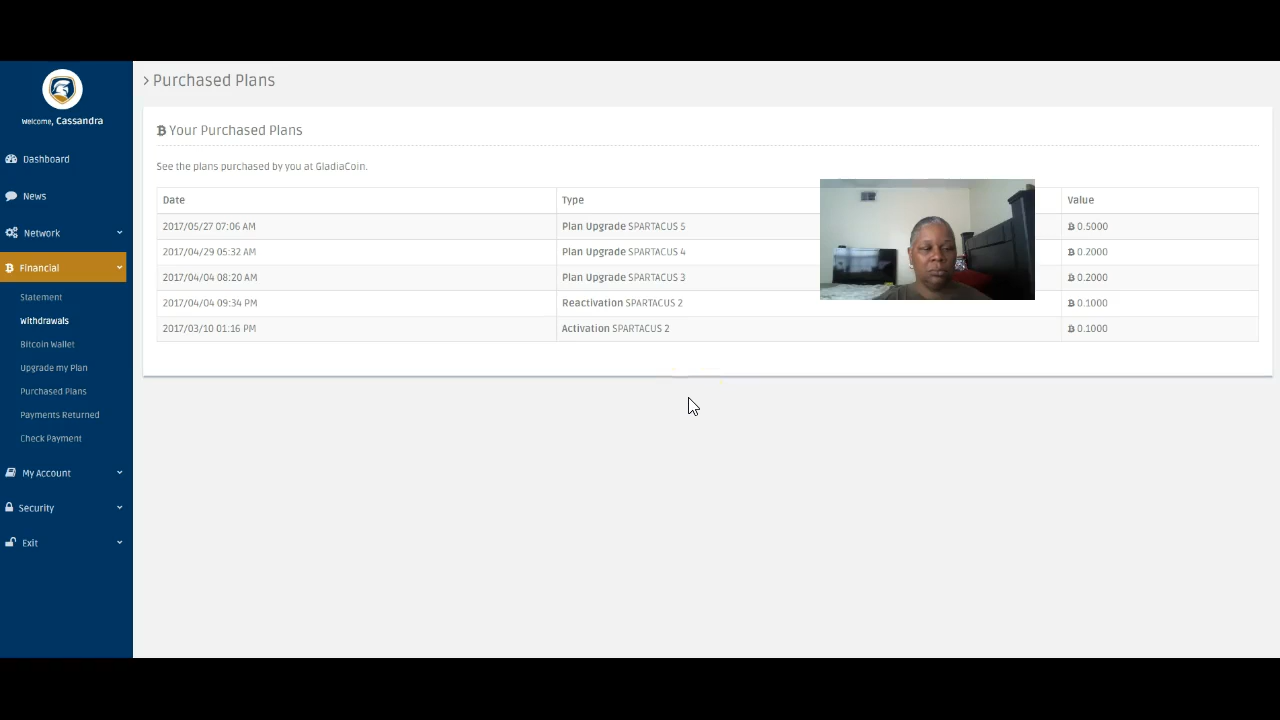 Welcome, Cassandra
Dashboard
News
Network
Financial
Statement
Withdrawals
Bitcoin Wallet
Upgrade my Plan
Purchased Plans
Payments Returned
Check Payment
My Account
Security
Exit
> Purchased Plans
Your Purchased Plans
See the plans purchased by you at GladiaCoin.
Date Type Value
2017/05/27 07:06 AM Plan Upgrade SPARTACUS 5 ₿ 0.5000
2017/04/29 05:32 AM Plan Upgrade SPARTACUS 4 ₿ 0.2000
2017/04/04 08:20 AM Plan Upgrade SPARTACUS 3 ₿ 0.2000
2017/04/04 09:34 PM Reactivation SPARTACUS 2 ₿ 0.1000
2017/03/10 01:16 PM Activation SPARTACUS 2 ₿ 0.1000